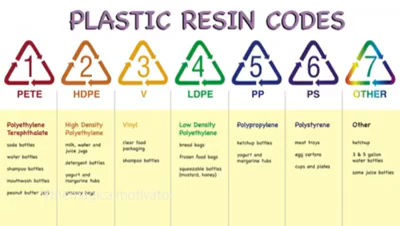 PLASTIC RESIN CODES
1
2
3
4
5
6
7
PETE
HDPE
V
LDPE
PP
PS
OTHER
Polyethylene
Terephthalate
soda bottles
water bottles
shampoo bottles
mouthwash bottles
peanut butter jars
High Density
Polyethylene
milk, water and
juice jugs
detergent bottles
yogurt and
margarine tubs
grocery bags
Vinyl
clear food
packaging
shampoo bottles
Low Density
Polyethylene
bread bags
frozen food bags
squeezable bottles
(mustard, honey)
Polypropylene
ketchup bottles
yogurt and
margarine tubs
Polystyrene
meat trays
egg cartons
cups and plates
Other
ketchup
3 & 5 gallon
water bottles
some juice bottles